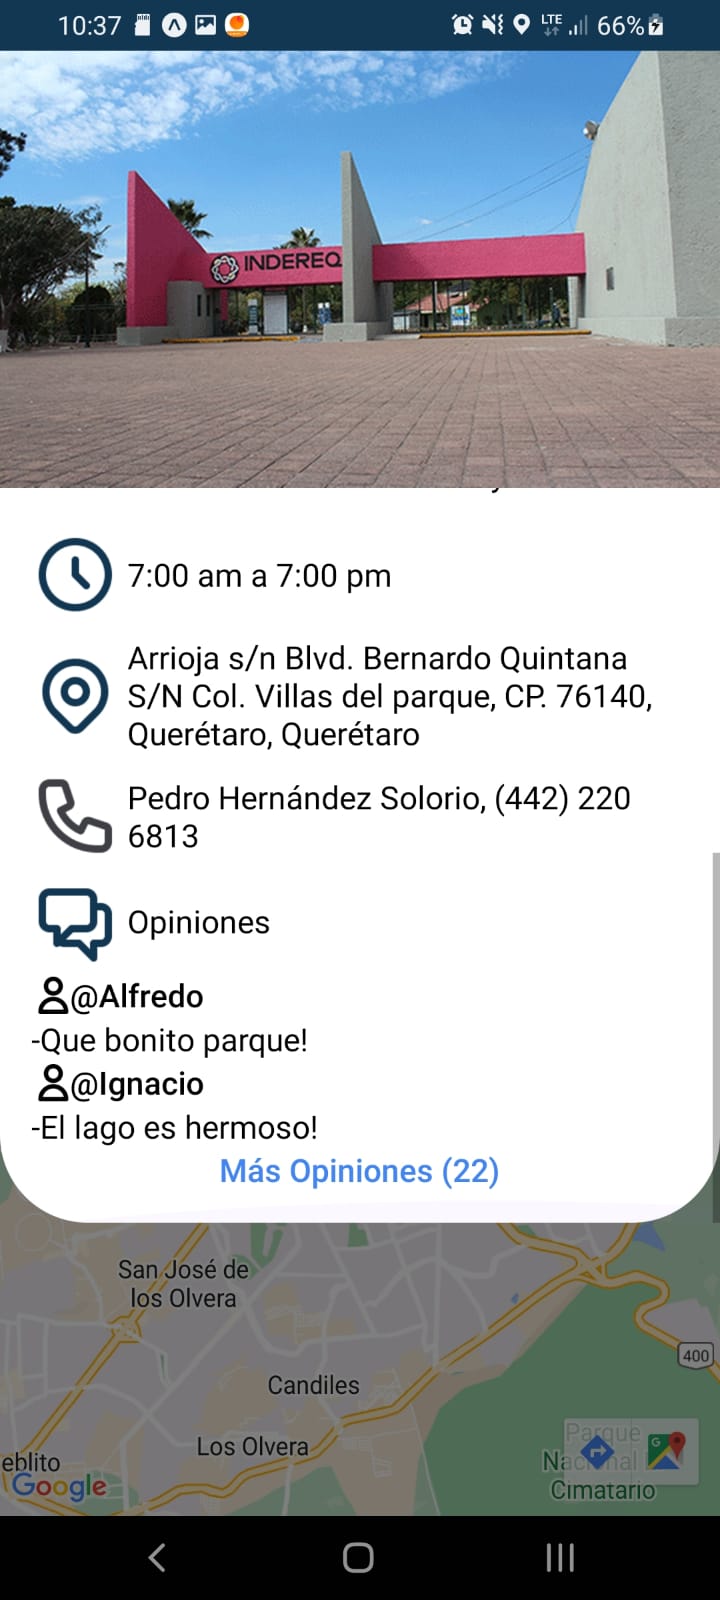 10:37
LTE
66%
INDEREQ
7:00 am a 7:00 pm
Arrioja s/n Blvd. Bernardo Quintana
S/N Col. Villas del parque, CP. 76140,
Querétaro, Querétaro
Pedro Hernández Solorio, (442) 220
6813
Opiniones
@Alfredo
-Que bonito parque!
@Ignacio
-El lago es hermoso!
Más Opiniones (22)
San José de
los Olvera
400
Candiles
Parque
Los Olvera
Nacional
eblito
Google
Cimatario